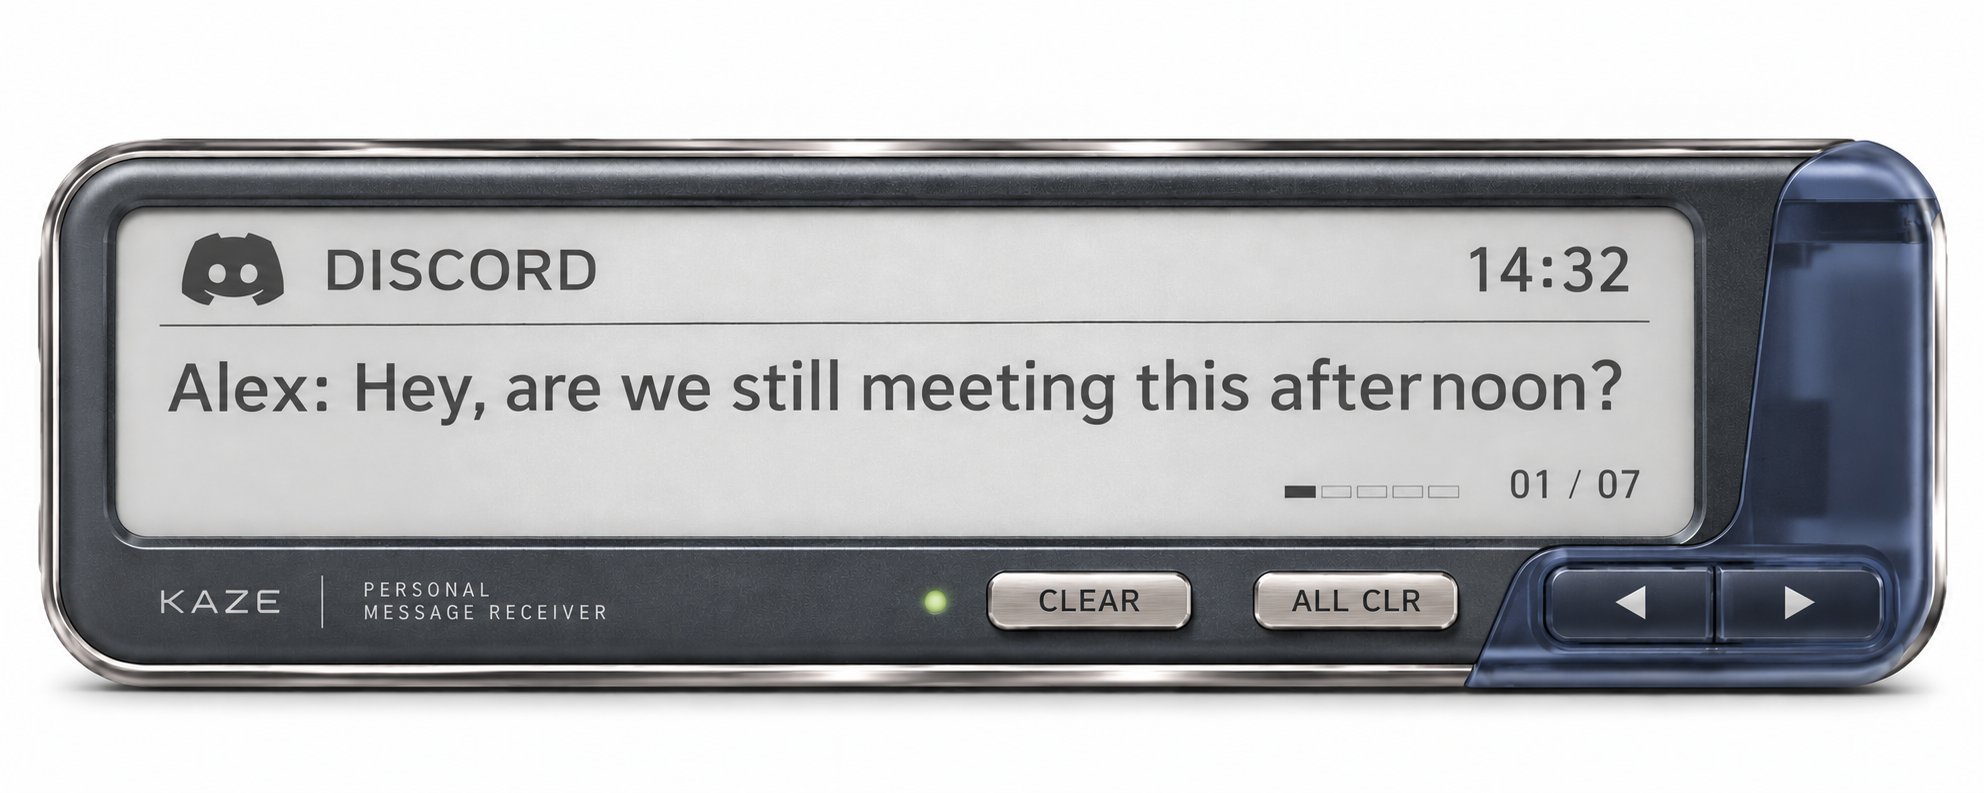 DISCORD
14:32
Alex: Hey, are we still meeting this afternoon?
01 / 07
KAZE
PERSONAL
MESSAGE RECEIVER
CLEAR
ALL CLR